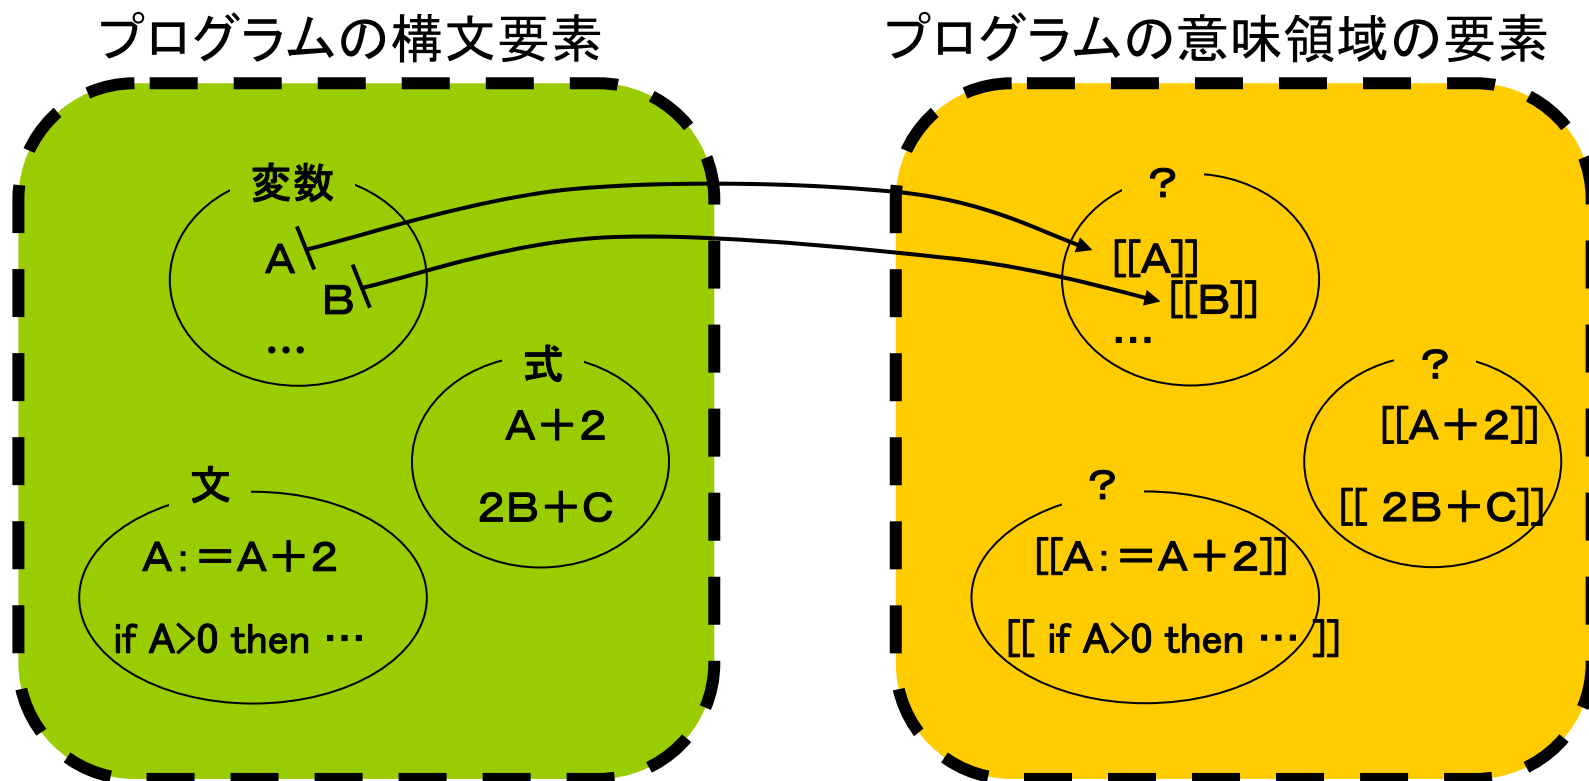 プログラムの構文要素
変数
A
B
…
式
A+2
2B+C
文
A:=A+2
if A>0 then …
プログラムの意味領域の要素
?
[[A]]
[[B]]
…
?
[[A+2]]
[[ 2B+C]]
?
[[A:=A+2]]
[[ if A>0 then … ]]